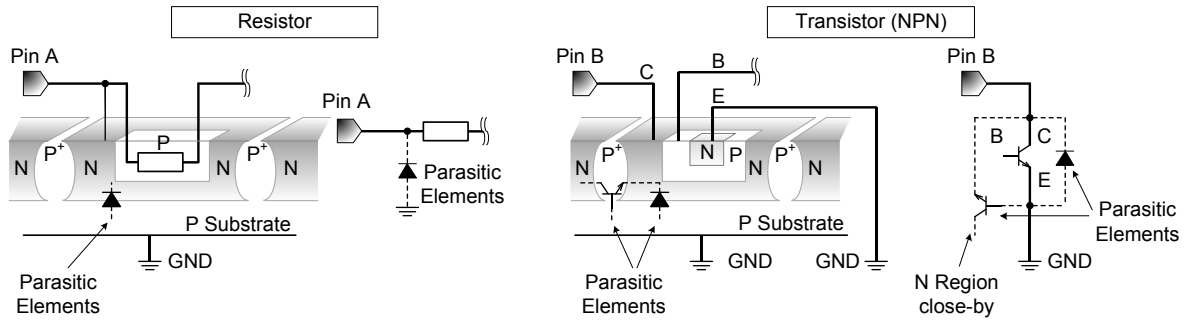 Resistor
Pin A
N
P+
N
P
N
P+
N
P Substrate
GND
Parasitic
Elements
Pin A
Parasitic
Elements
Transistor (NPN)
Pin B
C
B
E
N
P+
N
N
P
N
P+
N
P Substrate
GND
GND
Parasitic
Elements
Pin B
B
C
E
Parasitic
Elements
GND
N Region
close-by